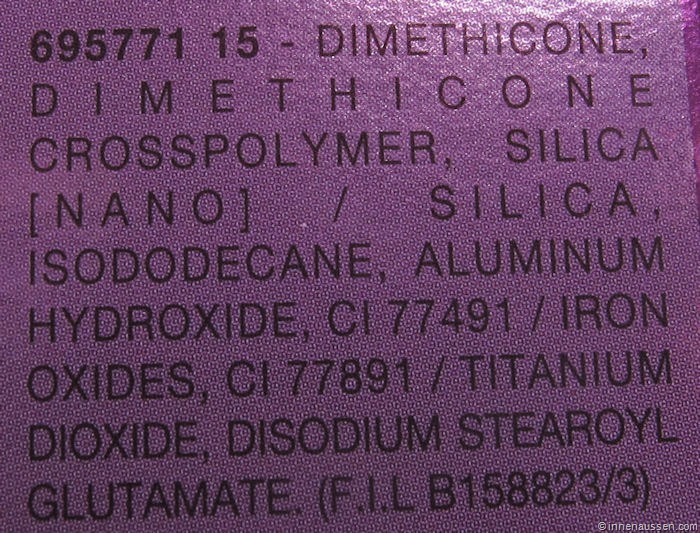 695771 15 - DIMETHICONE,
DIMETHICONE
CROSSPOLYMER, SILICA
[NANO] / SILICA,
ISODODECANE, ALUMINUM
HYDROXIDE, CI 77491 / IRON
OXIDES, CI 77891 / TITANIUM
DIOXIDE, DISODIUM STEAROYL
GLUTAMATE. (F.I.L B158823/3)
© innenaussen.com